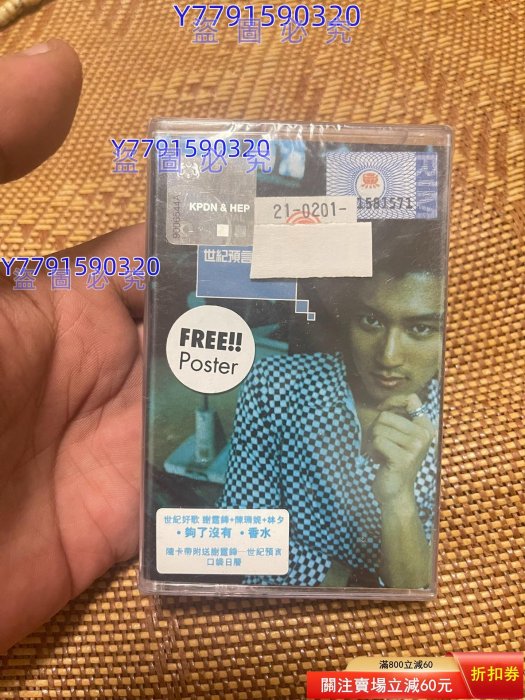 Y7791590320
盜圖必究
Y7791590320
盜圖必究
Y7791590320
盜圖必究
KPDN & HEP
21-0201-
1581571
世紀預言
FREE!!
Poster
世紀好歌 謝霆鋒+陳珊妮+林夕
·夠了沒有 ·香水
隨卡帶附送謝霆鋒—世紀預言
口袋日曆
滿800立減60
關注賣場立減60元
折扣券